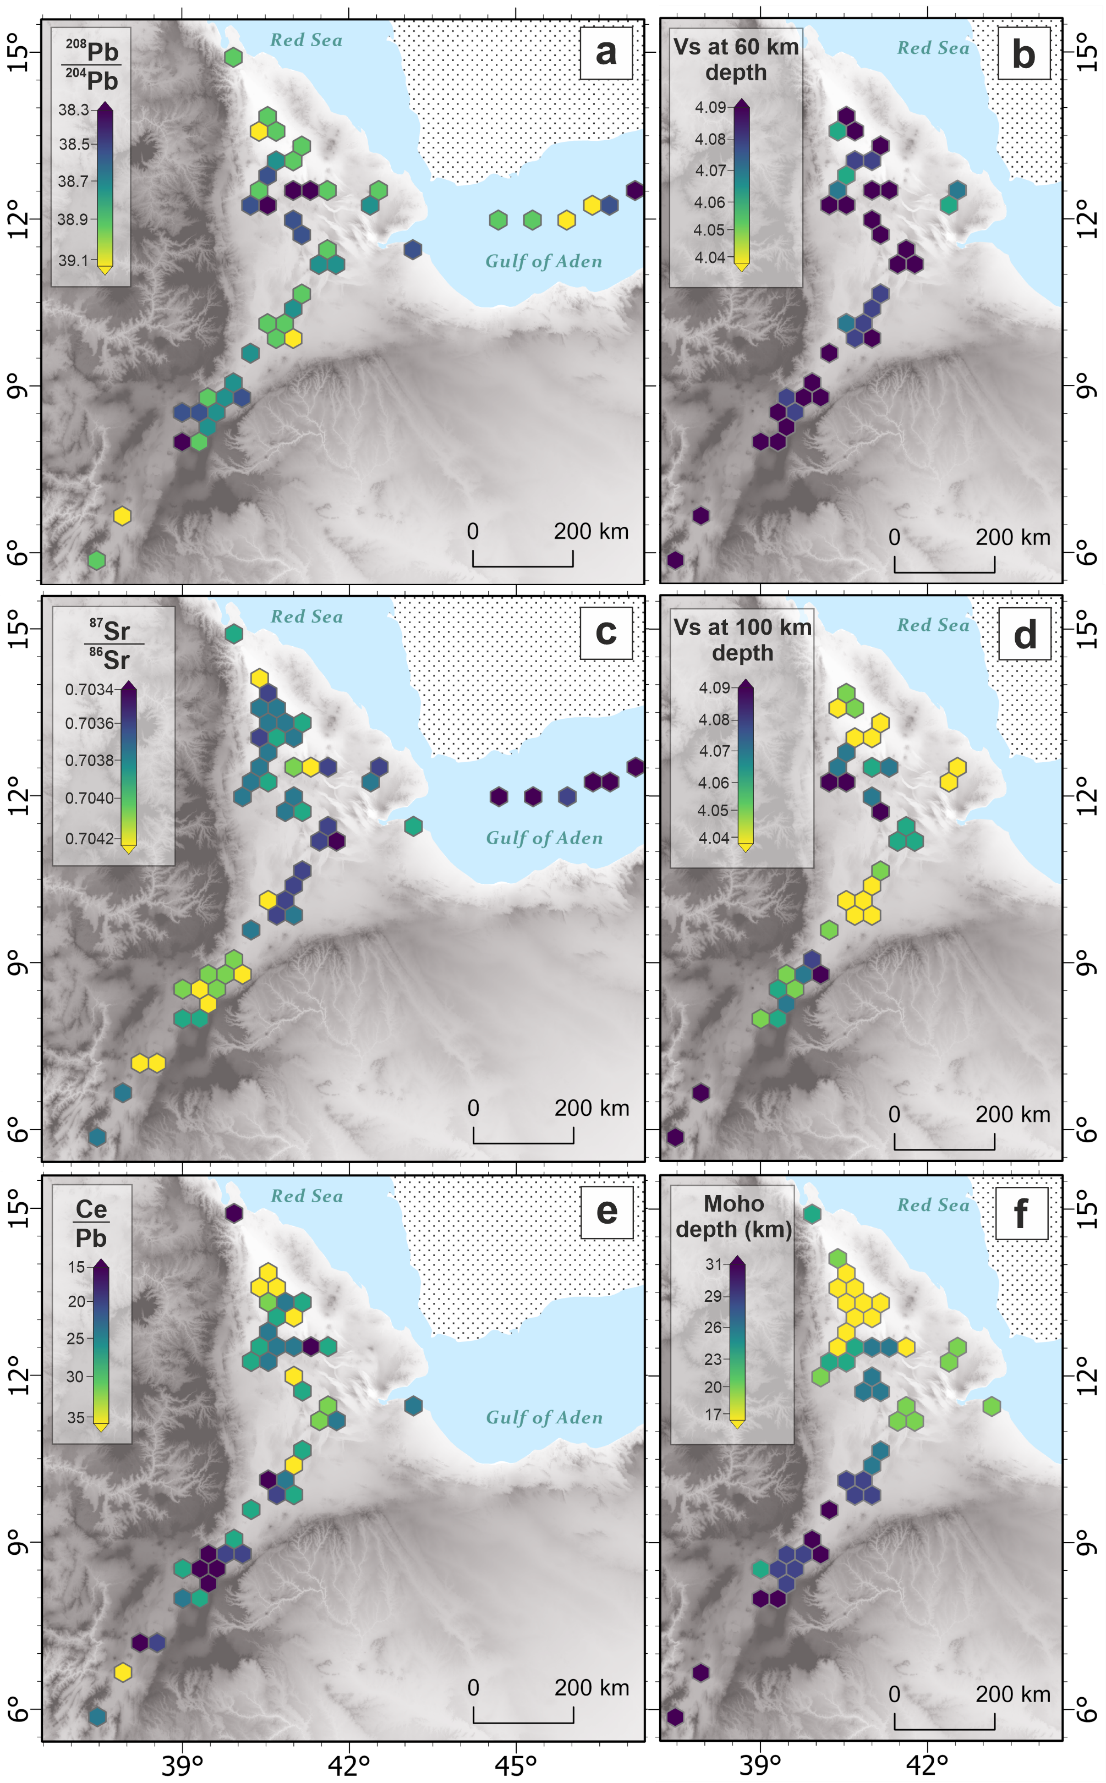 208Pb
204Pb
38.3
38.5
38.7
38.9
39.1
Red Sea
a
Gulf of Aden
0 200 km
15°
12°
9°
6°
Vs at 60 km
depth
4.09
4.08
4.07
4.06
4.05
4.04
Red Sea
b
0 200 km
15°
12°
9°
6°
87Sr
86Sr
0.7034
0.7036
0.7038
0.7040
0.7042
Red Sea
c
Gulf of Aden
0 200 km
15°
12°
9°
6°
Vs at 100 km
depth
4.09
4.08
4.07
4.06
4.05
4.04
Red Sea
d
0 200 km
15°
12°
9°
6°
Ce
Pb
15
20
25
30
35
Red Sea
e
Gulf of Aden
0 200 km
15°
12°
9°
6°
39° 42° 45°
Moho
depth (km)
31
29
26
23
20
17
Red Sea
f
0 200 km
15°
12°
9°
6°
39° 42°